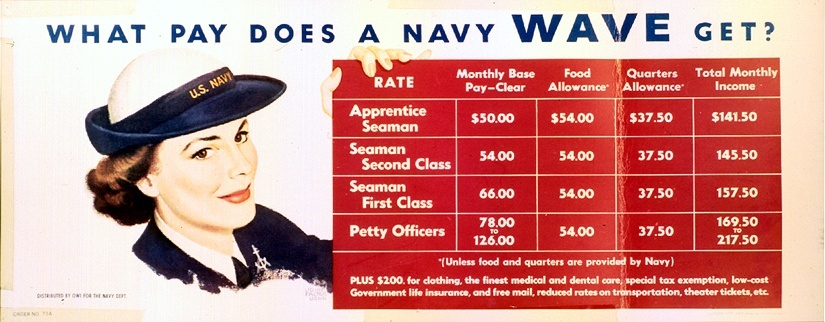 WHAT PAY DOES A NAVY WAVE GET?
U.S. NAVY
RATE Monthly Base Pay—Clear Food Allowance* Quarters Allowance* Total Monthly Income
Apprentice Seaman $50.00 $54.00 $37.50 $141.50
Seaman Second Class 54.00 54.00 37.50 145.50
Seaman First Class 66.00 54.00 37.50 157.50
Petty Officers 78.00 TO 126.00 54.00 37.50 169.50 TO 217.50
*(Unless food and quarters are provided by Navy)
PLUS $200. for clothing, the finest medical and dental care, special tax exemption, low-cost
Government life insurance, and free mail, reduced rates on transportation, theater tickets, etc.
DISTRIBUTED BY OWI FOR THE NAVY DEPT.
ORDER NO.